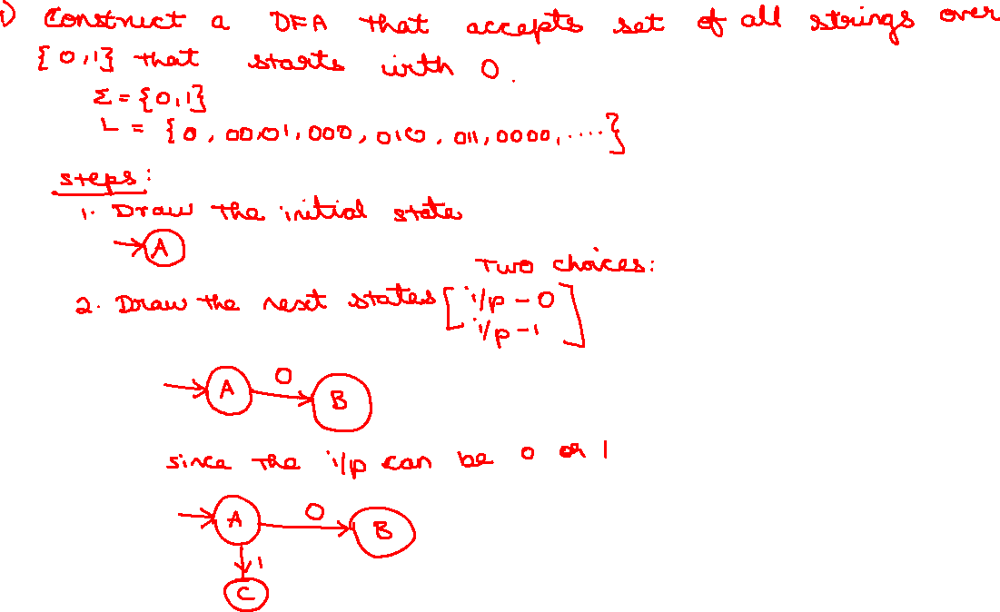 1) Construct a DFA that accepts set of all strings over
{0,1} that starts with 0.
Σ = {0,1}
L = {0, 00,01,000, 010, 011, 0000, ....}
steps:
1. Draw the initial state
A
Two choices:
2. Draw the next states [i/p - 0
i/p - 1]
A 0 B
since the i/p can be 0 or 1
A 0 B
1
C